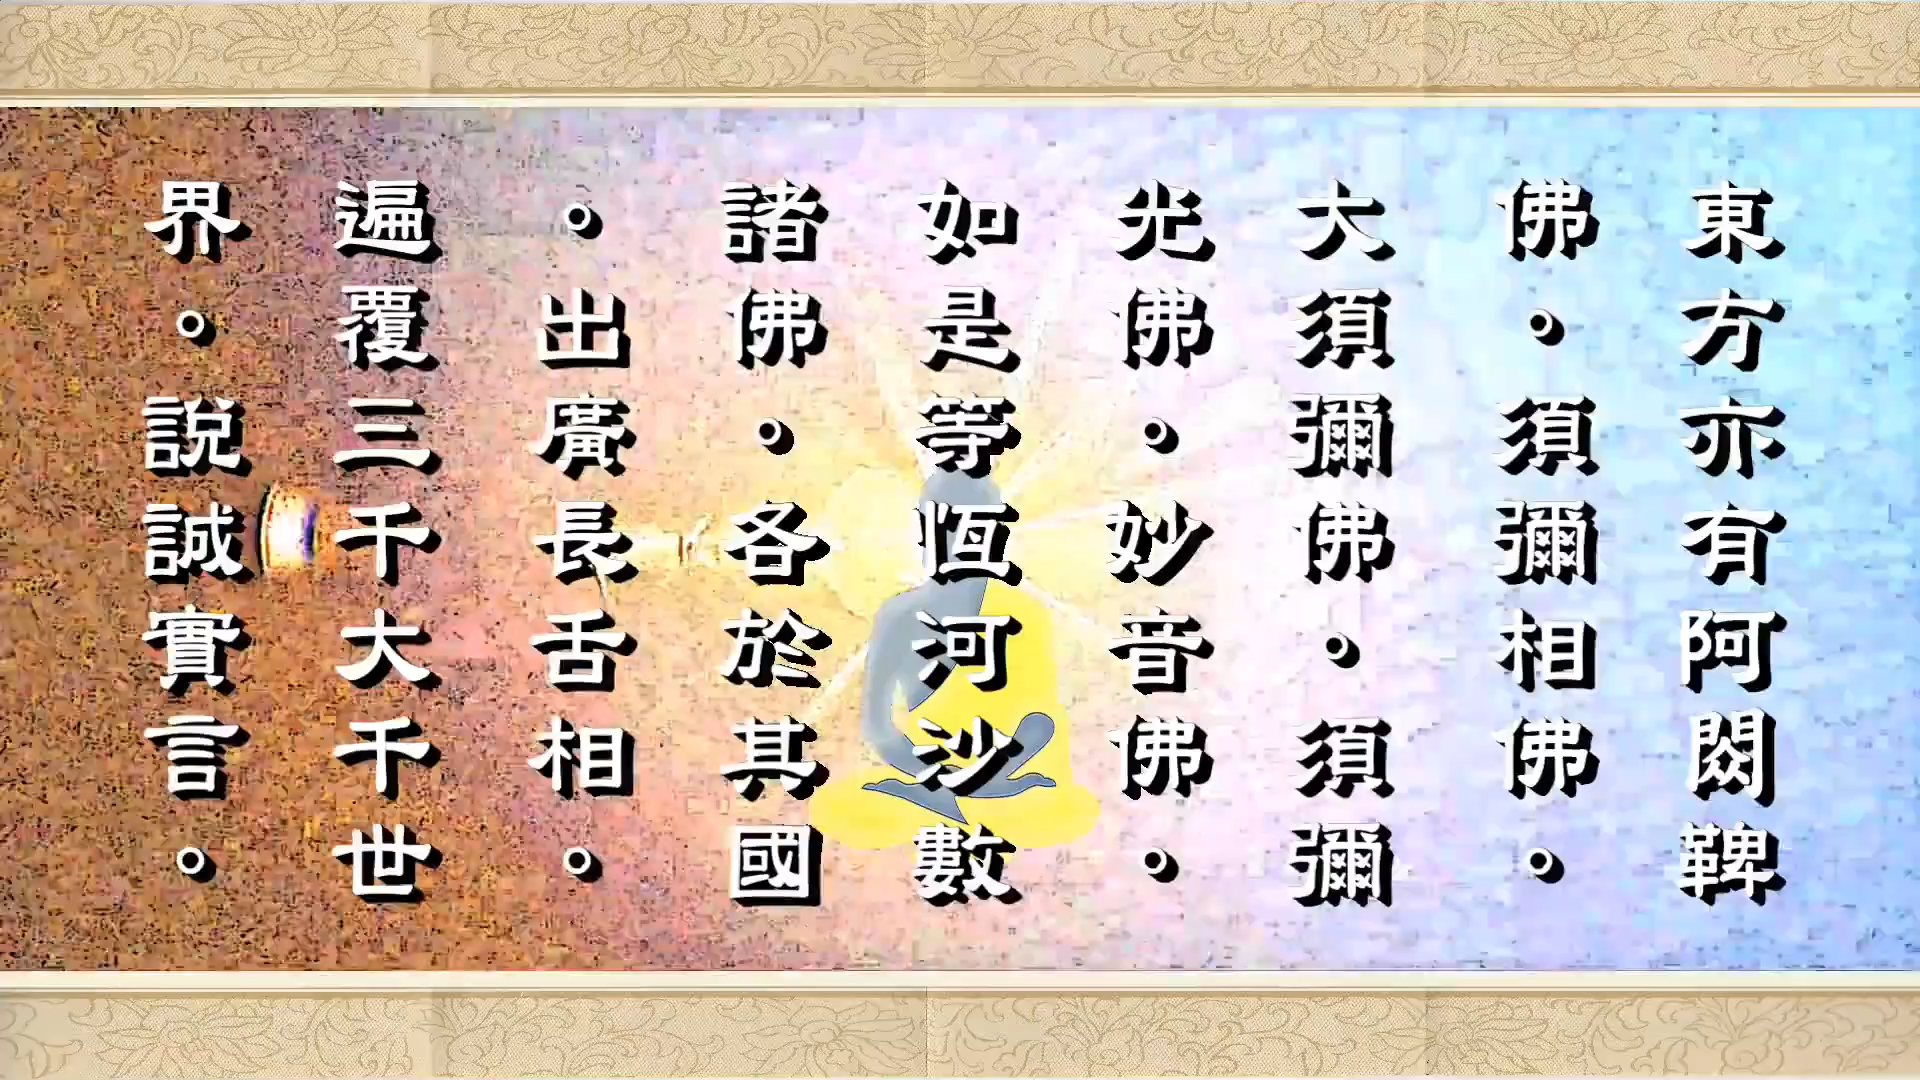 東方亦有阿閦鞞
佛。須彌相佛。
大須彌佛。須彌
光佛。妙音佛。
如是等恆河沙數
諸佛。各於其國
。出廣長舌相。
遍覆三千大千世
界。說誠實言。